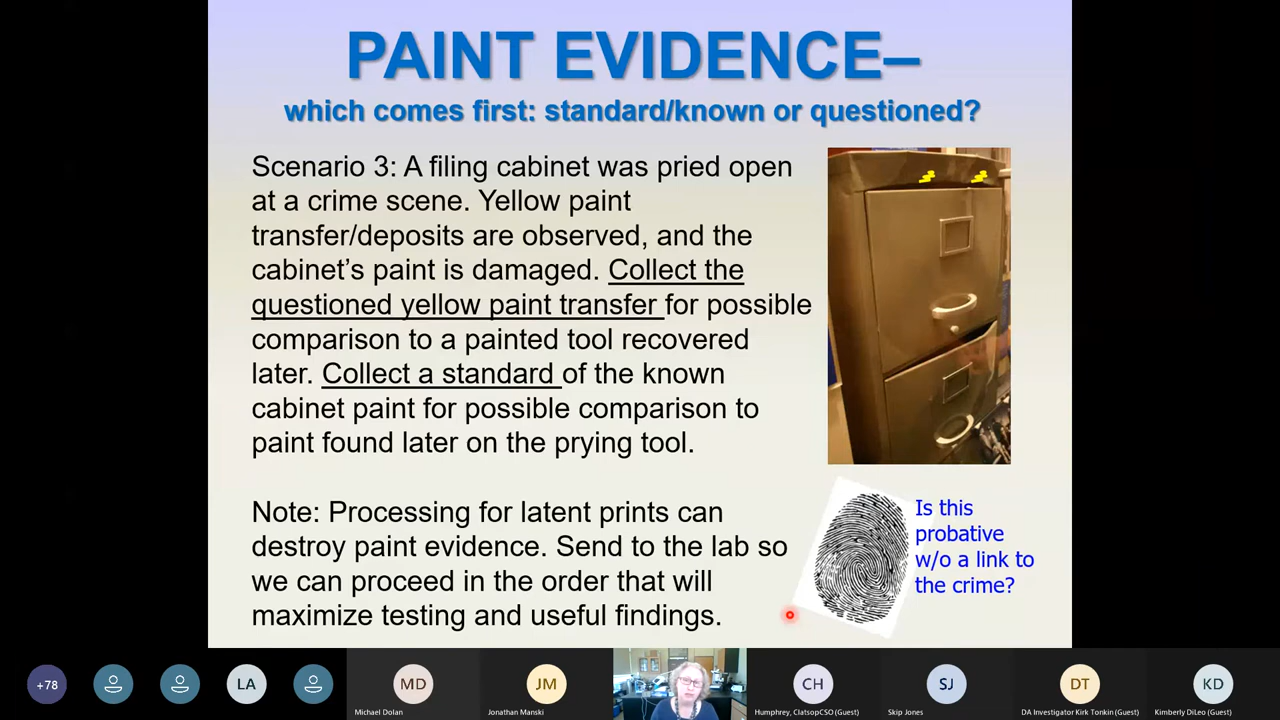 PAINT EVIDENCE–
which comes first: standard/known or questioned?
Scenario 3: A filing cabinet was pried open
at a crime scene. Yellow paint
transfer/deposits are observed, and the
cabinet’s paint is damaged. Collect the
questioned yellow paint transfer for possible
comparison to a painted tool recovered
later. Collect a standard of the known
cabinet paint for possible comparison to
paint found later on the prying tool.
Note: Processing for latent prints can
destroy paint evidence. Send to the lab so
we can proceed in the order that will
maximize testing and useful findings.
Is this
probative
w/o a link to
the crime?
+78
LA
MD
Michael Dolan
JM
Jonathan Manski
CH
Humphrey, ClatsopCSO (Guest)
SJ
Skip Jones
DT
DA Investigator Kirk Tonkin (Guest)
KD
Kimberly DiLeo (Guest)